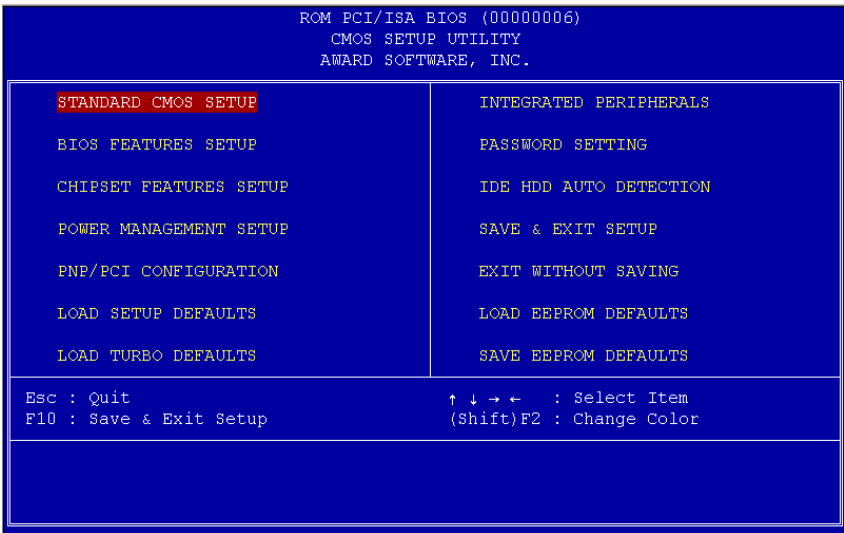 ROM PCI/ISA BIOS (00000006)
CMOS SETUP UTILITY
AWARD SOFTWARE, INC.
STANDARD CMOS SETUP
BIOS FEATURES SETUP
CHIPSET FEATURES SETUP
POWER MANAGEMENT SETUP
PNP/PCI CONFIGURATION
LOAD SETUP DEFAULTS
LOAD TURBO DEFAULTS
INTEGRATED PERIPHERALS
PASSWORD SETTING
IDE HDD AUTO DETECTION
SAVE & EXIT SETUP
EXIT WITHOUT SAVING
LOAD EEPROM DEFAULTS
SAVE EEPROM DEFAULTS
Esc : Quit
F10 : Save & Exit Setup
↑ ↓ → ← : Select Item
(Shift)F2 : Change Color